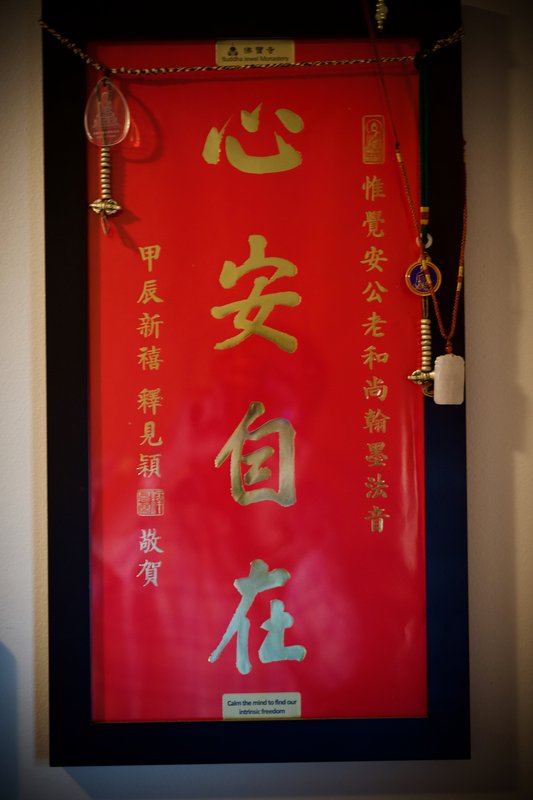 佛寶寺
Buddha Jewel Monastery
惟覺安公老和尚翰墨法音
心安自在
甲辰新禧 釋見穎 敬賀
Calm the mind to find our
intrinsic freedom